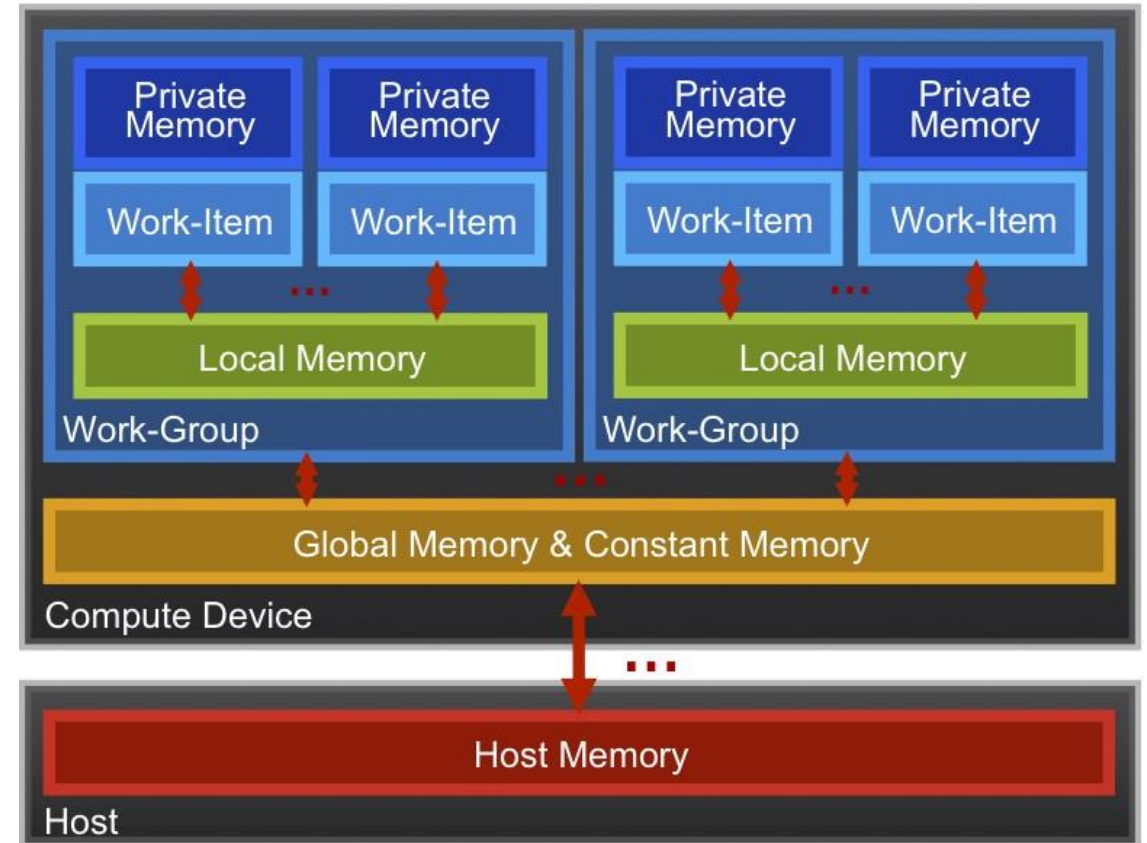 Private
Memory
Private
Memory
Private
Memory
Private
Memory
Work-Item
Work-Item
Work-Item
Work-Item
...
...
Local Memory
Local Memory
Work-Group
Work-Group
...
Global Memory & Constant Memory
Compute Device
...
Host Memory
Host